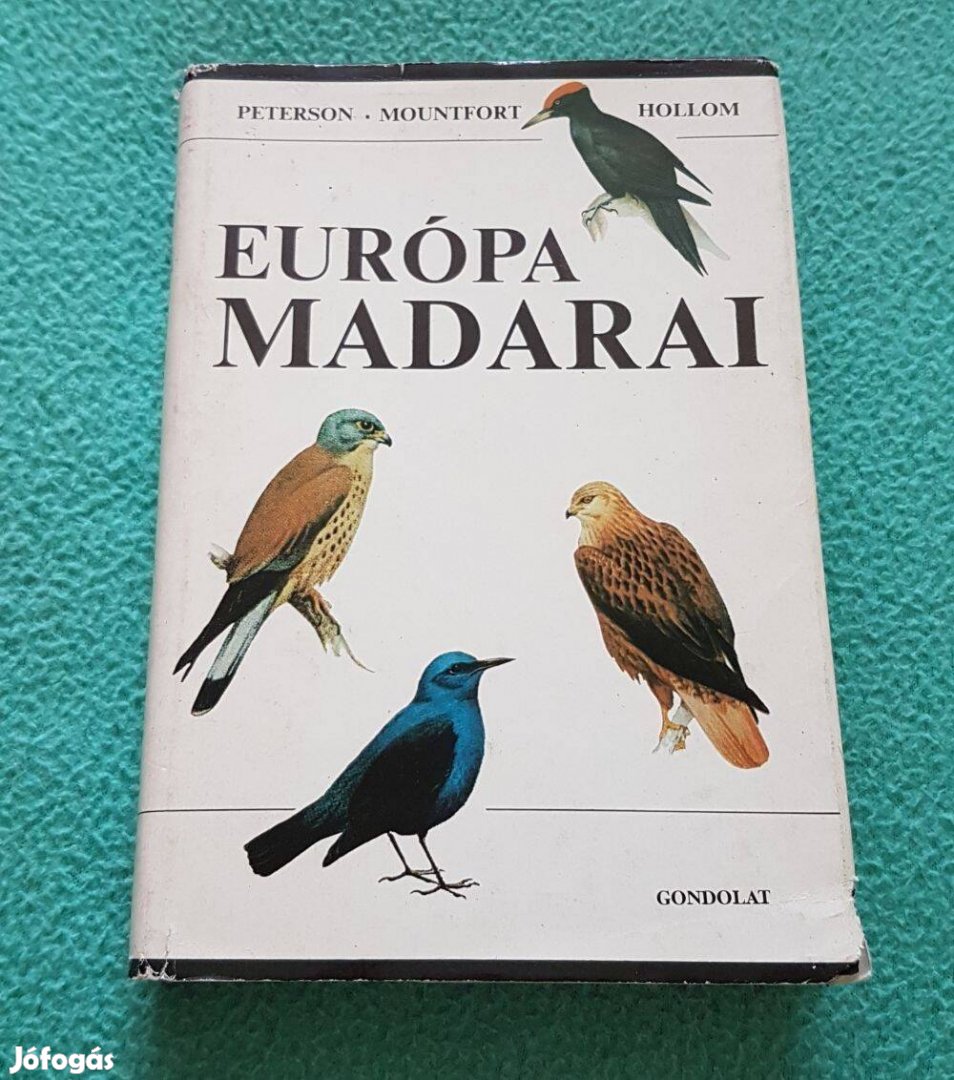 PETERSON . MOUNTFORT HOLLOM
EURÓPA
MADARAI
GONDOLAT
Jófogás